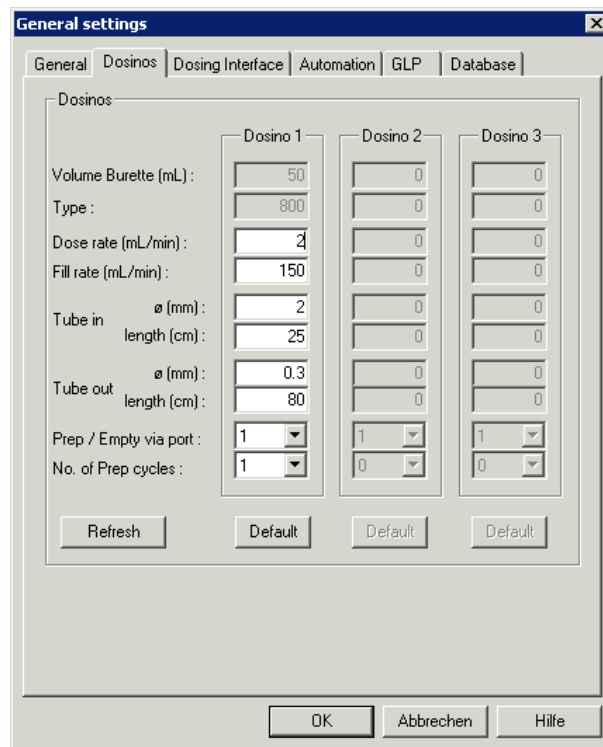 General settings
General Dosinos Dosing Interface Automation GLP Database
Dosinos
Dosino 1 Dosino 2 Dosino 3
Volume Burette (mL) : 50 0 0
Type : 800 0 0
Dose rate (mL/min) : 2 0 0
Fill rate (mL/min) : 150 0 0
Tube in ø (mm) : 2 0 0
length (cm) : 25 0 0
Tube out ø (mm) : 0.3 0 0
length (cm) : 80 0 0
Prep / Empty via port : 1 1 1
No. of Prep cycles : 1 0 0
Refresh Default Default Default
OK Abbrechen Hilfe